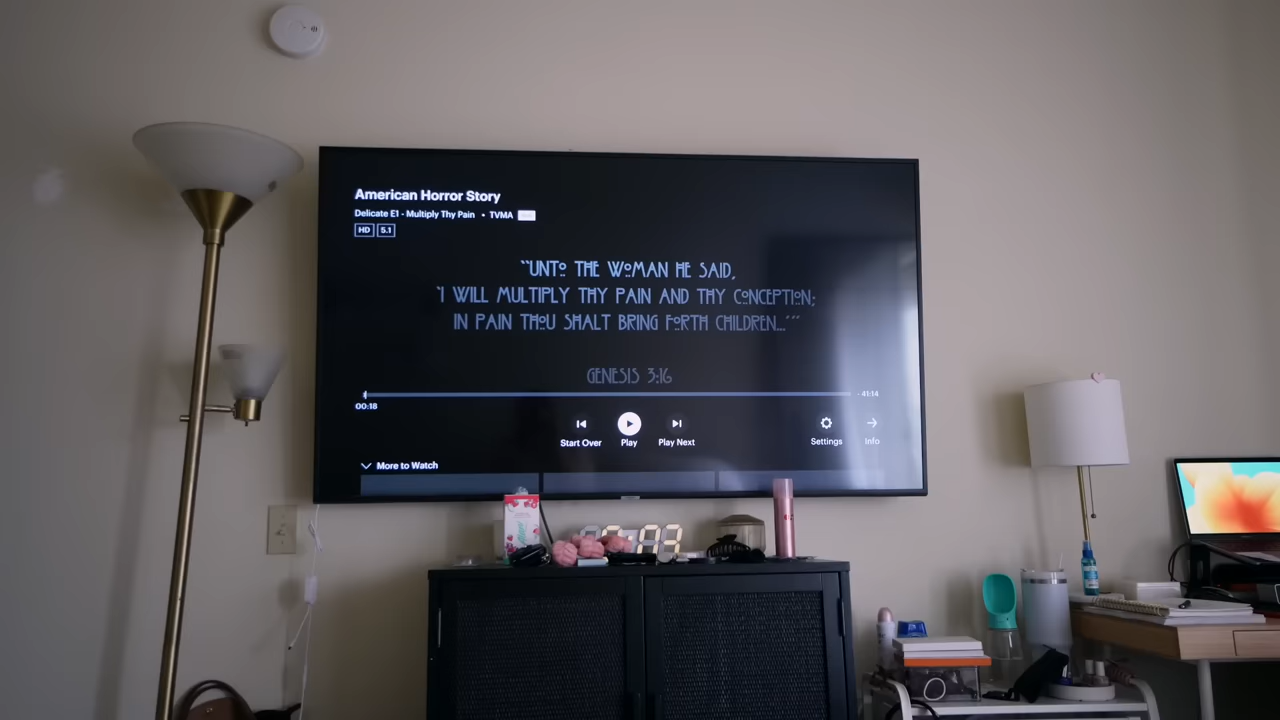 American Horror Story
Delicate E1 - Multiply Thy Pain • TVMA
HD 5.1
“UNTO THE WOMAN HE SAID,
‘I WILL MULTIPLY THY PAIN AND THY CONCEPTION;
IN PAIN THOU SHALT BRING FORTH CHILDREN...’”
GENESIS 3:16
00:18
- 41:14
Start Over
Play
Play Next
Settings
Info
More to Watch